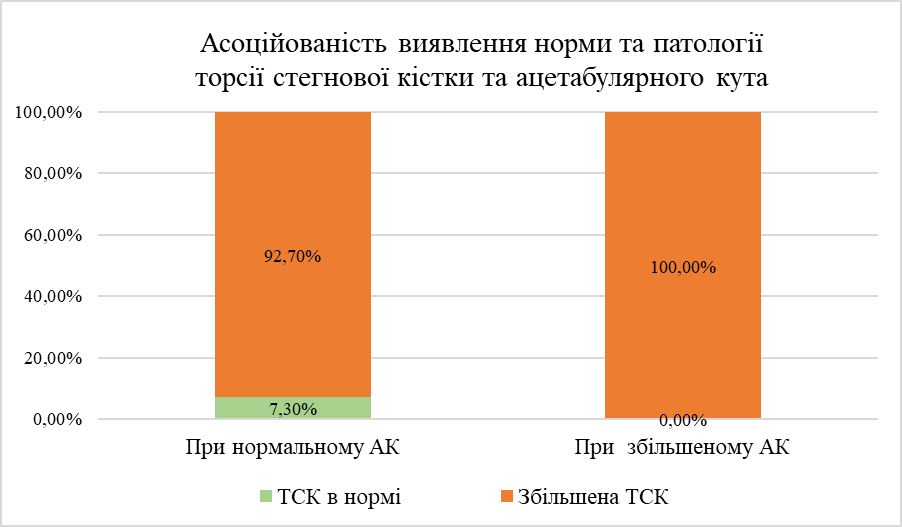 Асоційованість виявлення норми та патології
торсії стегнової кістки та ацетабулярного кута
100,00%
80,00%
60,00%
40,00%
20,00%
0,00%
92,70%
7,30%
100,00%
0,00%
При нормальному АК
При збільшеному АК
ТСК в нормі
Збільшена ТСК